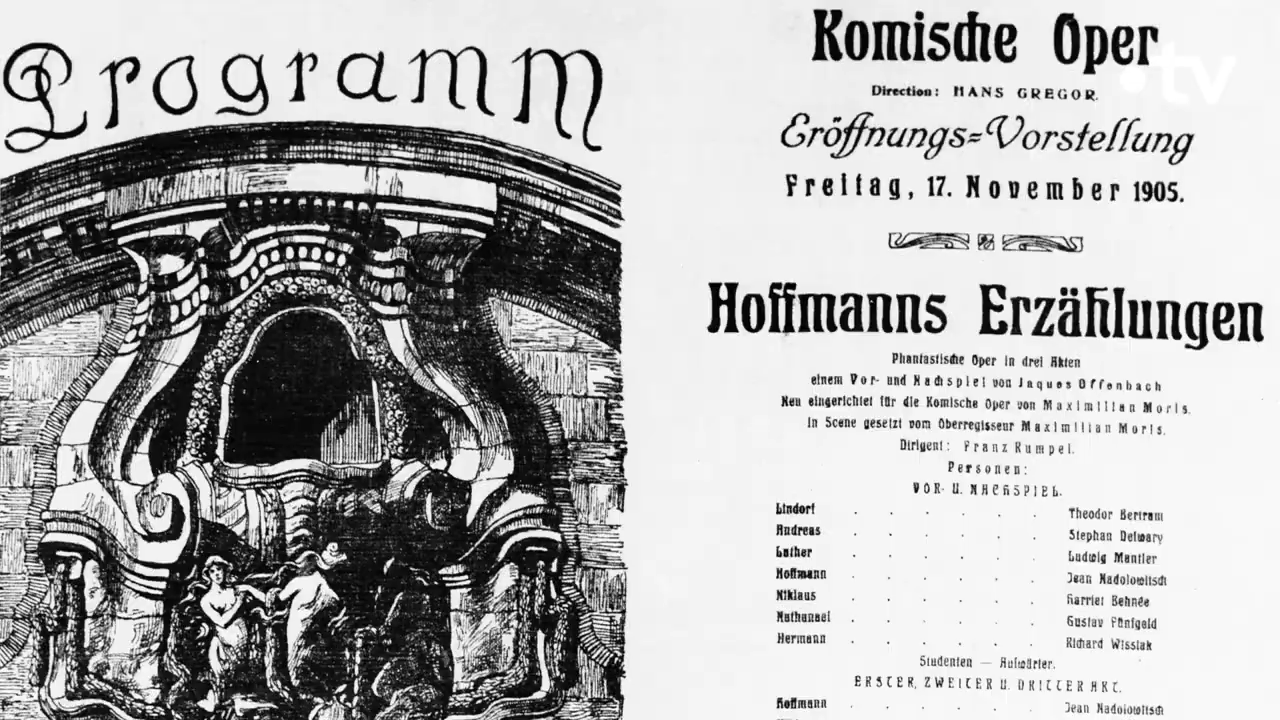 Programm
Komische Oper
Direction: HANS GREGOR.
Eröffnungs=Vorstellung
Freitag, 17. November 1905.
Hoffmanns Erzählungen
Phantastische Oper in drei Akten
einem Vor- und Nachspiel von Jaques Offenbach
Neu eingerichtet für die Komische Oper von Maximilian Moris.
In Scene gesetzt vom Oberregisseur Maximilian Moris.
Dirigent: Franz Rumpel.
Personen:
VOR- U. NACHSPIEL.
Lindorf . . . . . . Theodor Bertram
Andreas . . . . . . Stephan Delwary
Luther . . . . . . Ludwig Mantler
Hoffmann . . . . . . Jean Nadolowitsch
Niklaus . . . . . . Harriet Behnée
Nathanael . . . . . . Gustav Fünfgeld
Hermann . . . . . . Richard Wissiak
Studenten — Aufwärter.
ERSTER, ZWEITER U. DRITTER AKT.
Hoffmann . . . . . . Jean Nadolowitsch
.tv